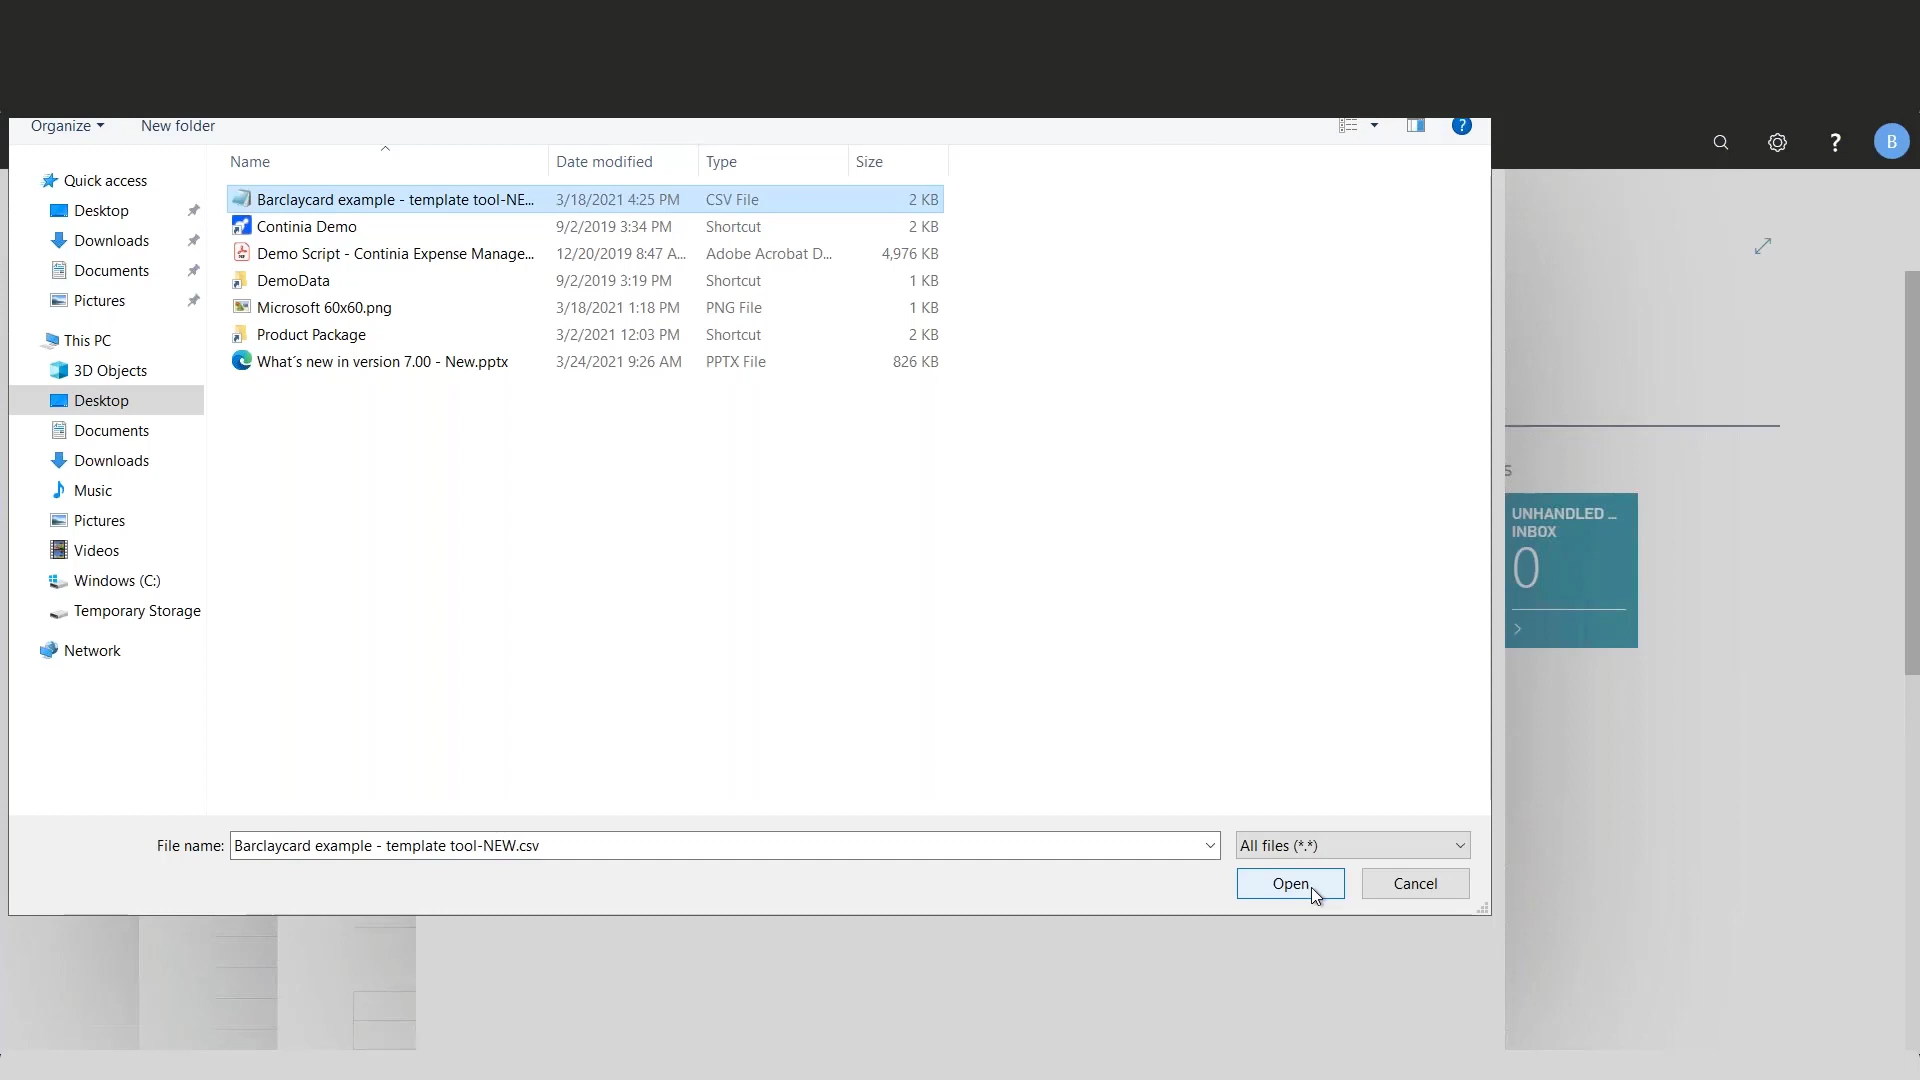 Organize New folder
?
? B
Name Date modified Type Size
Quick access
Desktop
Downloads
Documents
Pictures
This PC
3D Objects
Desktop
Documents
Downloads
Music
Pictures
Videos
Windows (C:)
Temporary Storage
Network
Barclaycard example - template tool-NE... 3/18/2021 4:25 PM CSV File 2 KB
Continia Demo 9/2/2019 3:34 PM Shortcut 2 KB
Demo Script - Continia Expense Manage... 12/20/2019 8:47 A... Adobe Acrobat D... 4,976 KB
DemoData 9/2/2019 3:19 PM Shortcut 1 KB
Microsoft 60x60.png 3/18/2021 1:18 PM PNG File 1 KB
Product Package 3/2/2021 12:03 PM Shortcut 2 KB
What´s new in version 7.00 - New.pptx 3/24/2021 9:26 AM PPTX File 826 KB
s
UNHANDLED ...
INBOX
0
File name: Barclaycard example - template tool-NEW.csv All files (*.*)
Open Cancel